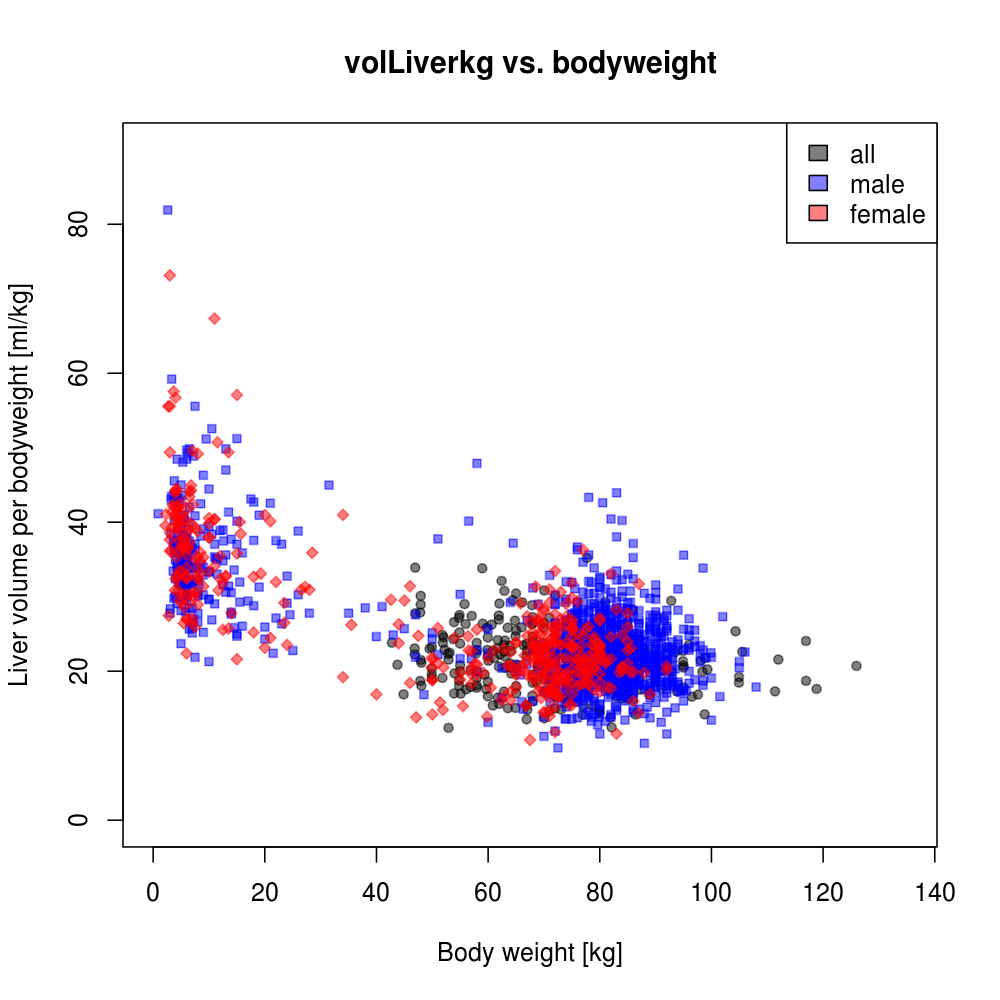 volLiverkg vs. bodyweight
all
male
female
Liver volume per bodyweight [ml/kg]
80
60
40
20
0
0 20 40 60 80 100 120 140
Body weight [kg]